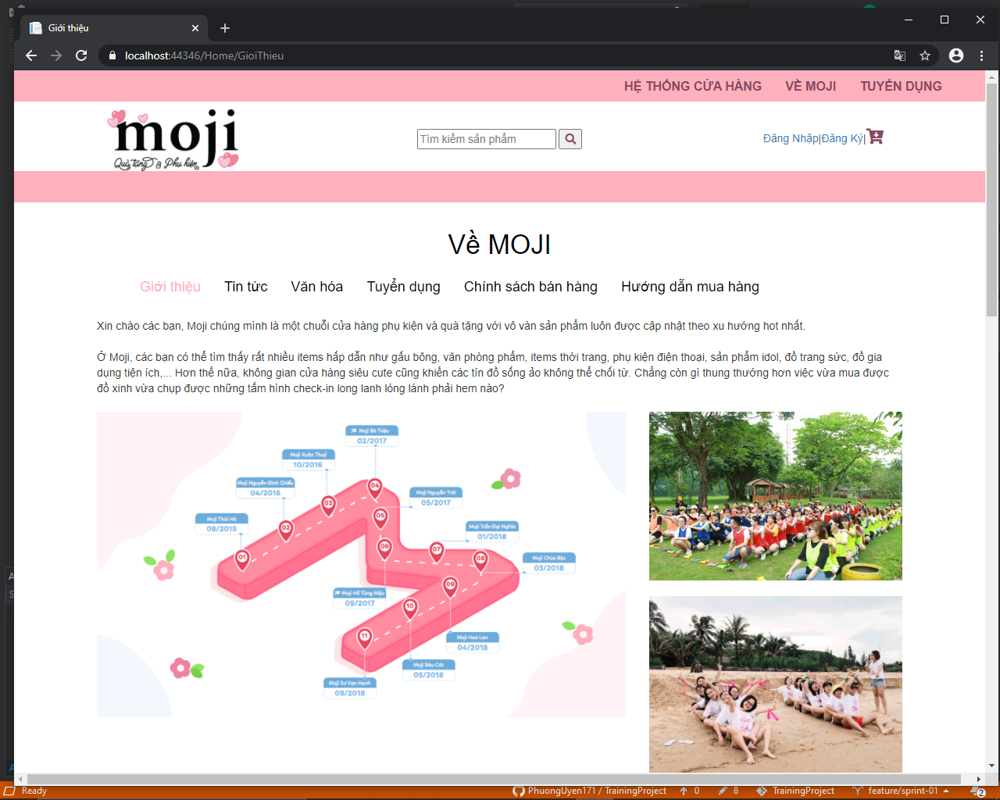 Giới thiệu
localhost:44346/Home/GioiThieu
HỆ THỐNG CỬA HÀNG VỀ MOJI TUYỂN DỤNG
moji
Quà tặng & Phụ kiện
Tìm kiếm sản phẩm
Đăng Nhập|Đăng Ký|
Về MOJI
Giới thiệu Tin tức Văn hóa Tuyển dụng Chính sách bán hàng Hướng dẫn mua hàng
Xin chào các bạn, Moji chúng mình là một chuỗi cửa hàng phụ kiện và quà tặng với vô vàn sản phẩm luôn được cập nhật theo xu hướng hot nhất.
Ở Moji, các bạn có thể tìm thấy rất nhiều items hấp dẫn như gấu bông, văn phòng phẩm, items thời trang, phụ kiện điện thoại, sản phẩm idol, đồ trang sức, đồ gia
dụng tiện ích,... Hơn thế nữa, không gian cửa hàng siêu cute cũng khiến các tín đồ sống ảo không thể chối từ. Chẳng còn gì thung thướng hơn việc vừa mua được
đồ xinh vừa chụp được những tấm hình check-in long lanh lóng lánh phải hem nào?
Moji Bà Triệu
02/2017
Moji Xuân Thuỷ
10/2016
Moji Nguyễn Đình Chiểu
04/2016
Moji Nguyễn Trãi
05/2017
Moji Thái Hà
08/2015
Moji Trần Đại Nghĩa
01/2018
Moji Chùa Bộc
03/2018
Moji Hồ Tùng Mậu
09/2017
Moji Hoa Lan
04/2018
Moji Bàu Cát
05/2018
Moji Sư Vạn Hạnh
09/2018
01
02
03
04
05
06
07
08
09
10
11
Ready PhuongUyen171 / TrainingProject 0 8 TrainingProject feature/sprint-01 2